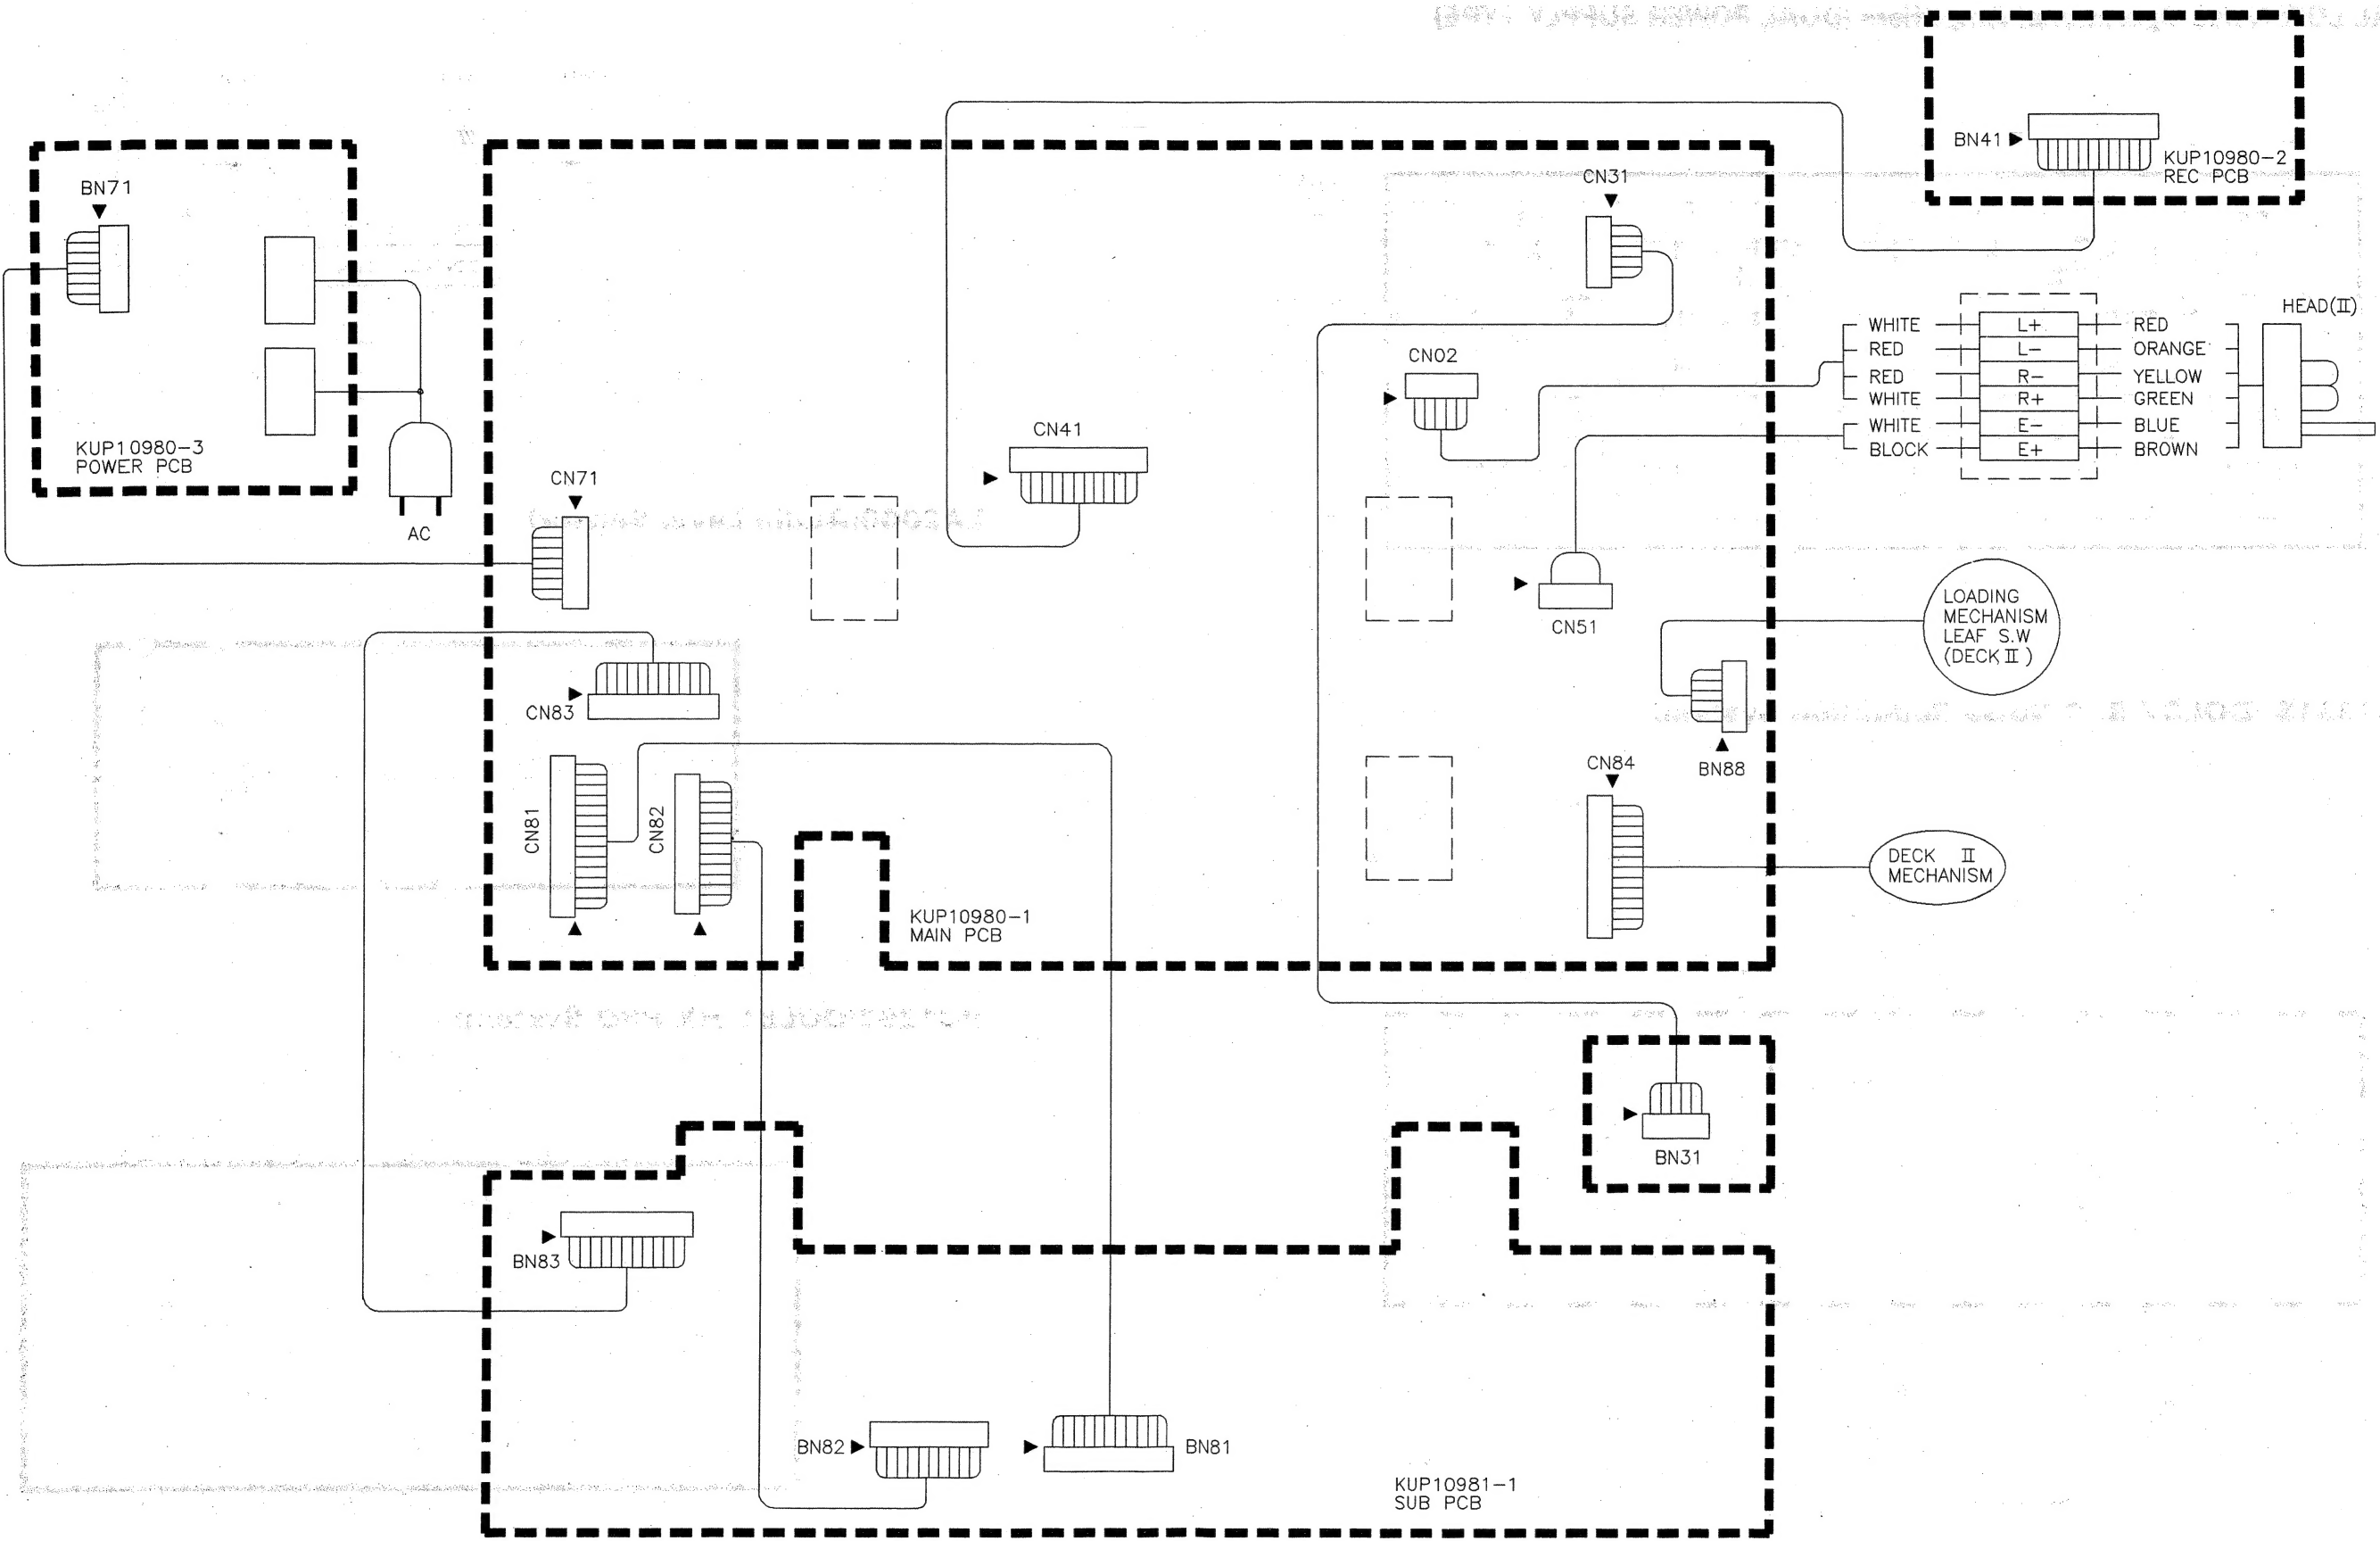 BN41
KUP10980-2
REC PCB
BN71
KUP10980-3
POWER PCB
AC
CN31
CN02
CN41
CN71
WHITE L+ RED
RED L- ORANGE
RED R- YELLOW
WHITE R+ GREEN
WHITE E- BLUE
BLOCK E+ BROWN
HEAD(II)
CN51
LOADING
MECHANISM
LEAF S.W
(DECK II)
CN83
BN88
CN84
CN81
CN82
DECK II
MECHANISM
KUP10980-1
MAIN PCB
BN31
BN83
BN82
BN81
KUP10981-1
SUB PCB